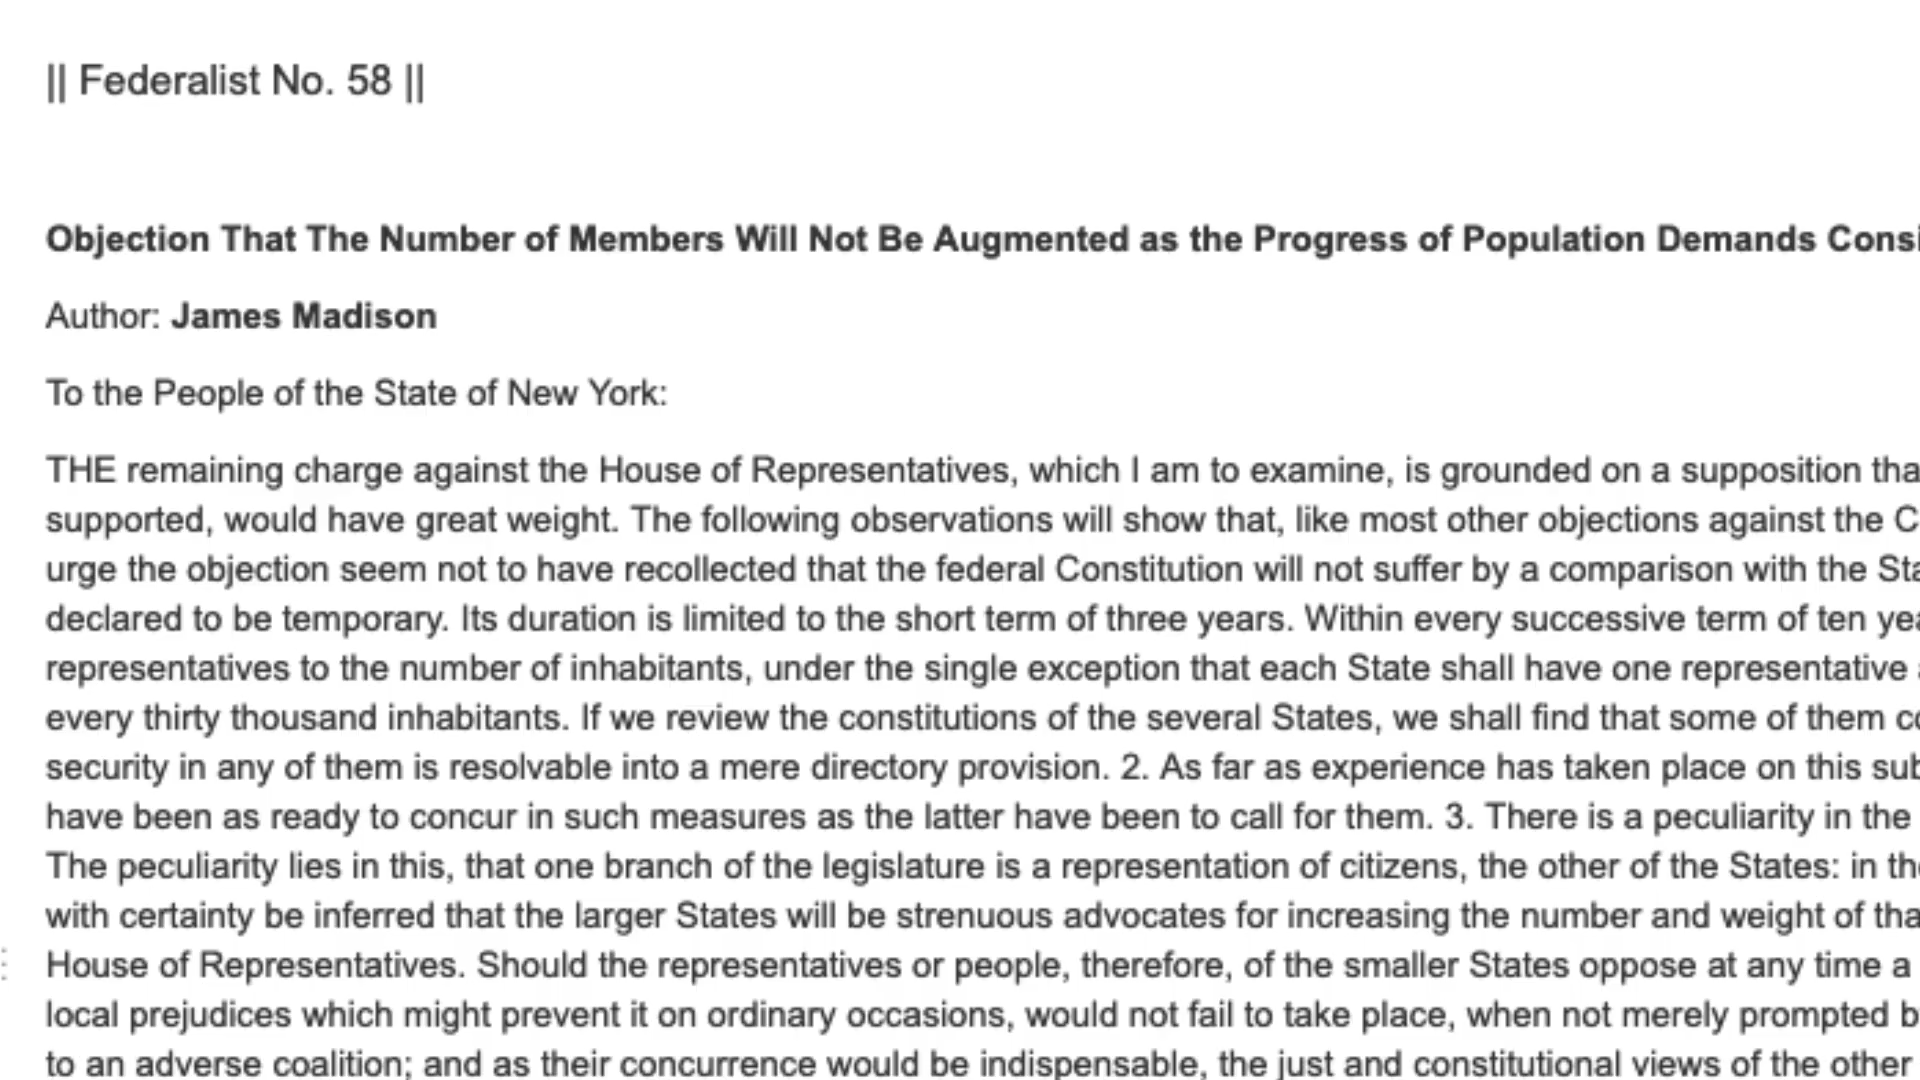 || Federalist No. 58 ||
Objection That The Number of Members Will Not Be Augmented as the Progress of Population Demands Consi
Author: James Madison
To the People of the State of New York:
THE remaining charge against the House of Representatives, which I am to examine, is grounded on a supposition tha
supported, would have great weight. The following observations will show that, like most other objections against the C
urge the objection seem not to have recollected that the federal Constitution will not suffer by a comparison with the Sta
declared to be temporary. Its duration is limited to the short term of three years. Within every successive term of ten yea
representatives to the number of inhabitants, under the single exception that each State shall have one representative a
every thirty thousand inhabitants. If we review the constitutions of the several States, we shall find that some of them co
security in any of them is resolvable into a mere directory provision. 2. As far as experience has taken place on this sub
have been as ready to concur in such measures as the latter have been to call for them. 3. There is a peculiarity in the
The peculiarity lies in this, that one branch of the legislature is a representation of citizens, the other of the States: in the
with certainty be inferred that the larger States will be strenuous advocates for increasing the number and weight of tha
House of Representatives. Should the representatives or people, therefore, of the smaller States oppose at any time a
local prejudices which might prevent it on ordinary occasions, would not fail to take place, when not merely prompted b
to an adverse coalition; and as their concurrence would be indispensable, the just and constitutional views of the other